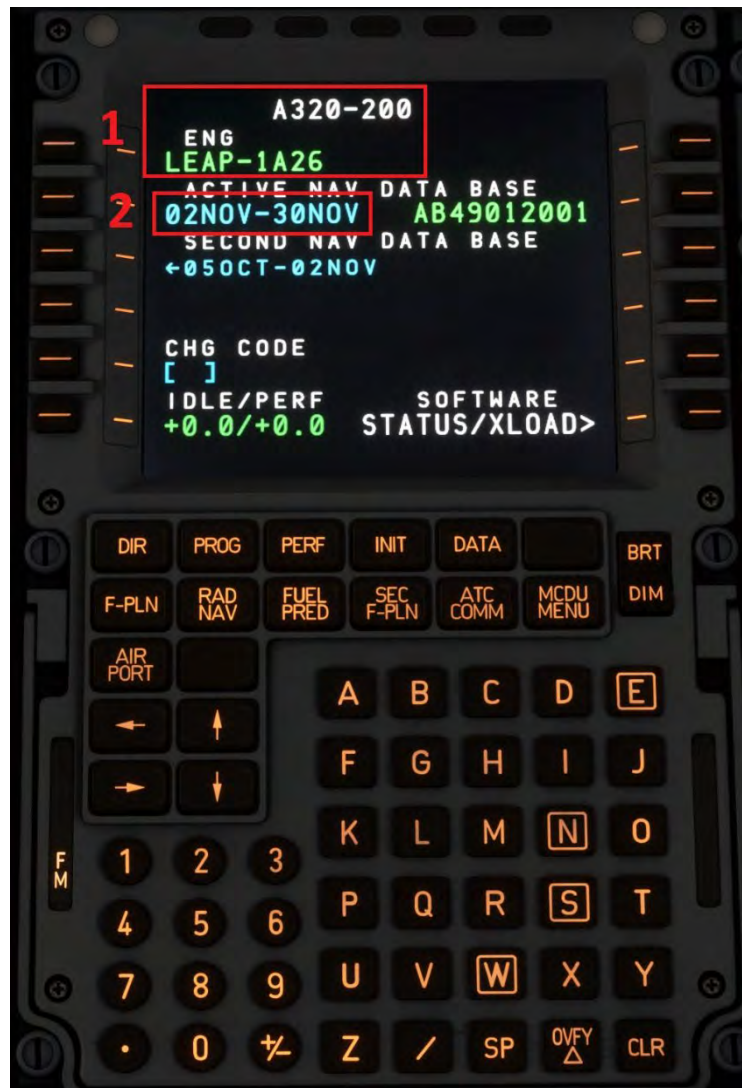 1
A320-200
ENG
LEAP-1A26
ACTIVE NAV DATA BASE
2
02NOV-30NOV AB49012001
SECOND NAV DATA BASE
←05OCT-02NOV
CHG CODE
[ ]
IDLE/PERF SOFTWARE
+0.0/+0.0 STATUS/XLOAD>
DIR PROG PERF INIT DATA
BRT
F-PLN RAD NAV FUEL PRED SEC F-PLN ATC COMM MCDU MENU DIM
AIR PORT
A B C D E
← ↑
F G H I J
→ ↓
K L M N O
FM
1 2 3
P Q R S T
4 5 6
U V W X Y
7 8 9
Z / SP OVFY Δ CLR
. 0 +/-